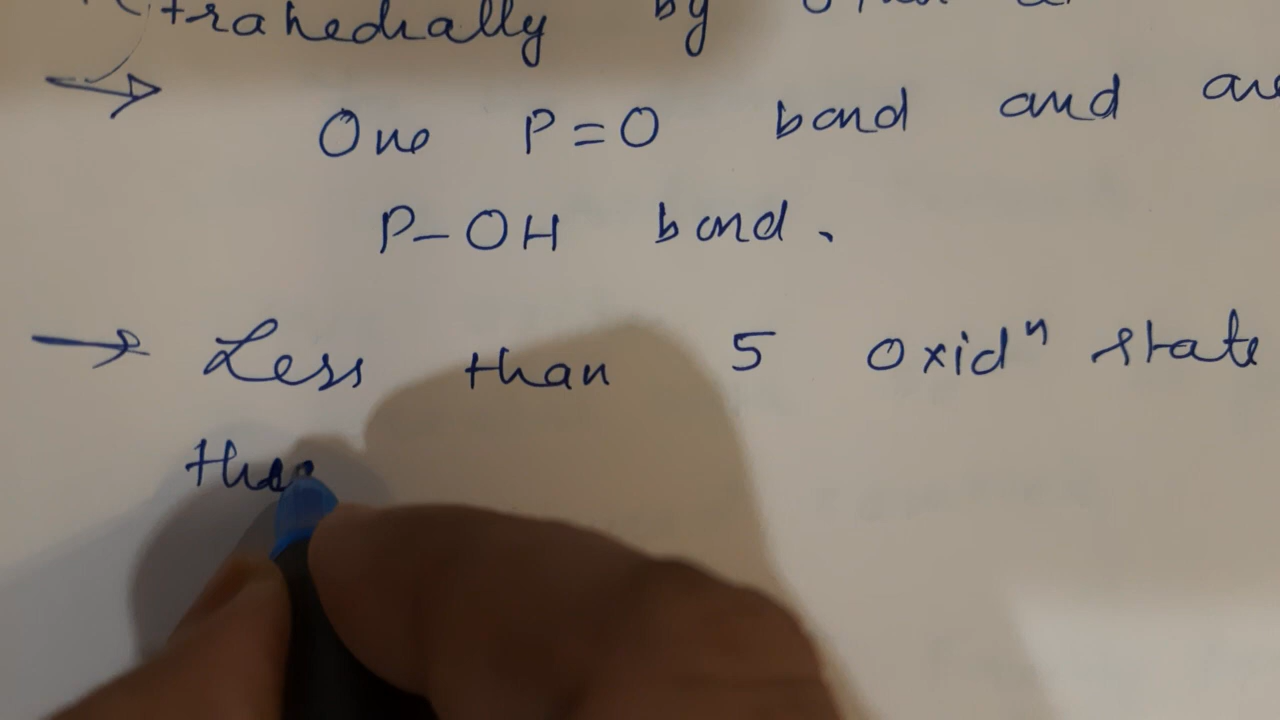 trahedrally by
One P=O bond and
P-OH bond.
→ Less than 5 oxidⁿ state